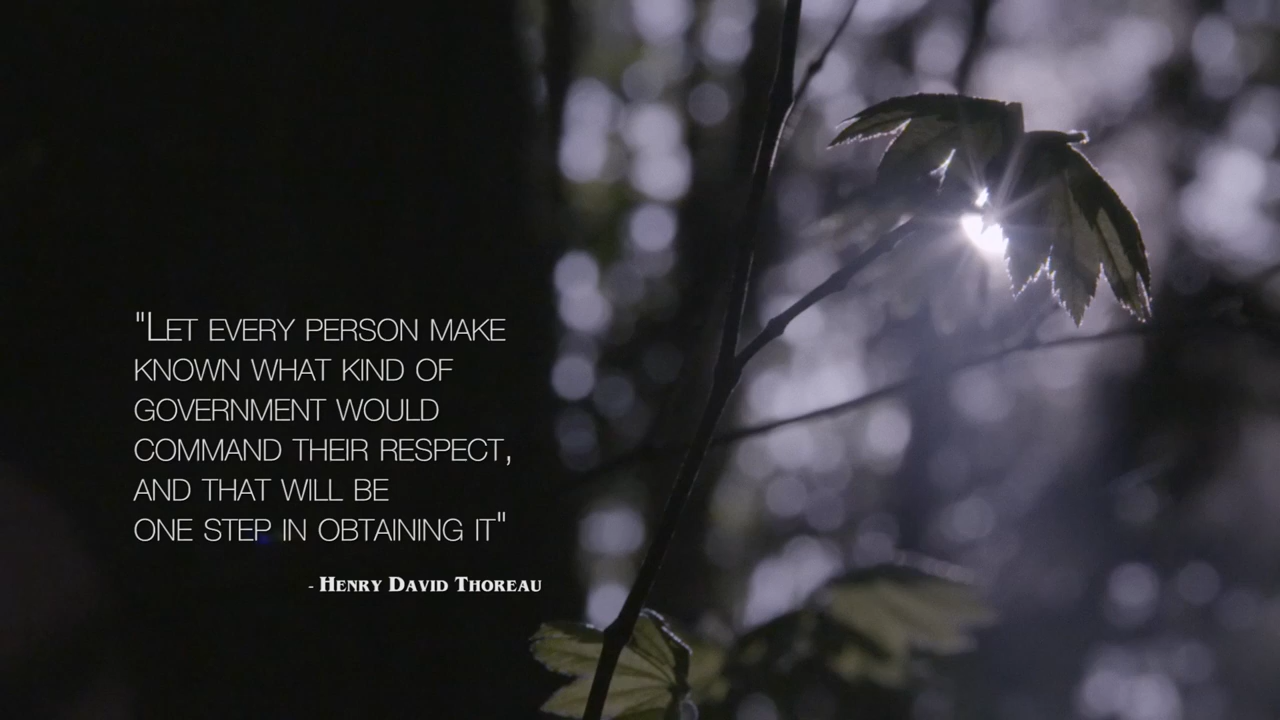 "Let every person make
known what kind of
government would
command their respect,
and that will be
one step in obtaining it"
- Henry David Thoreau